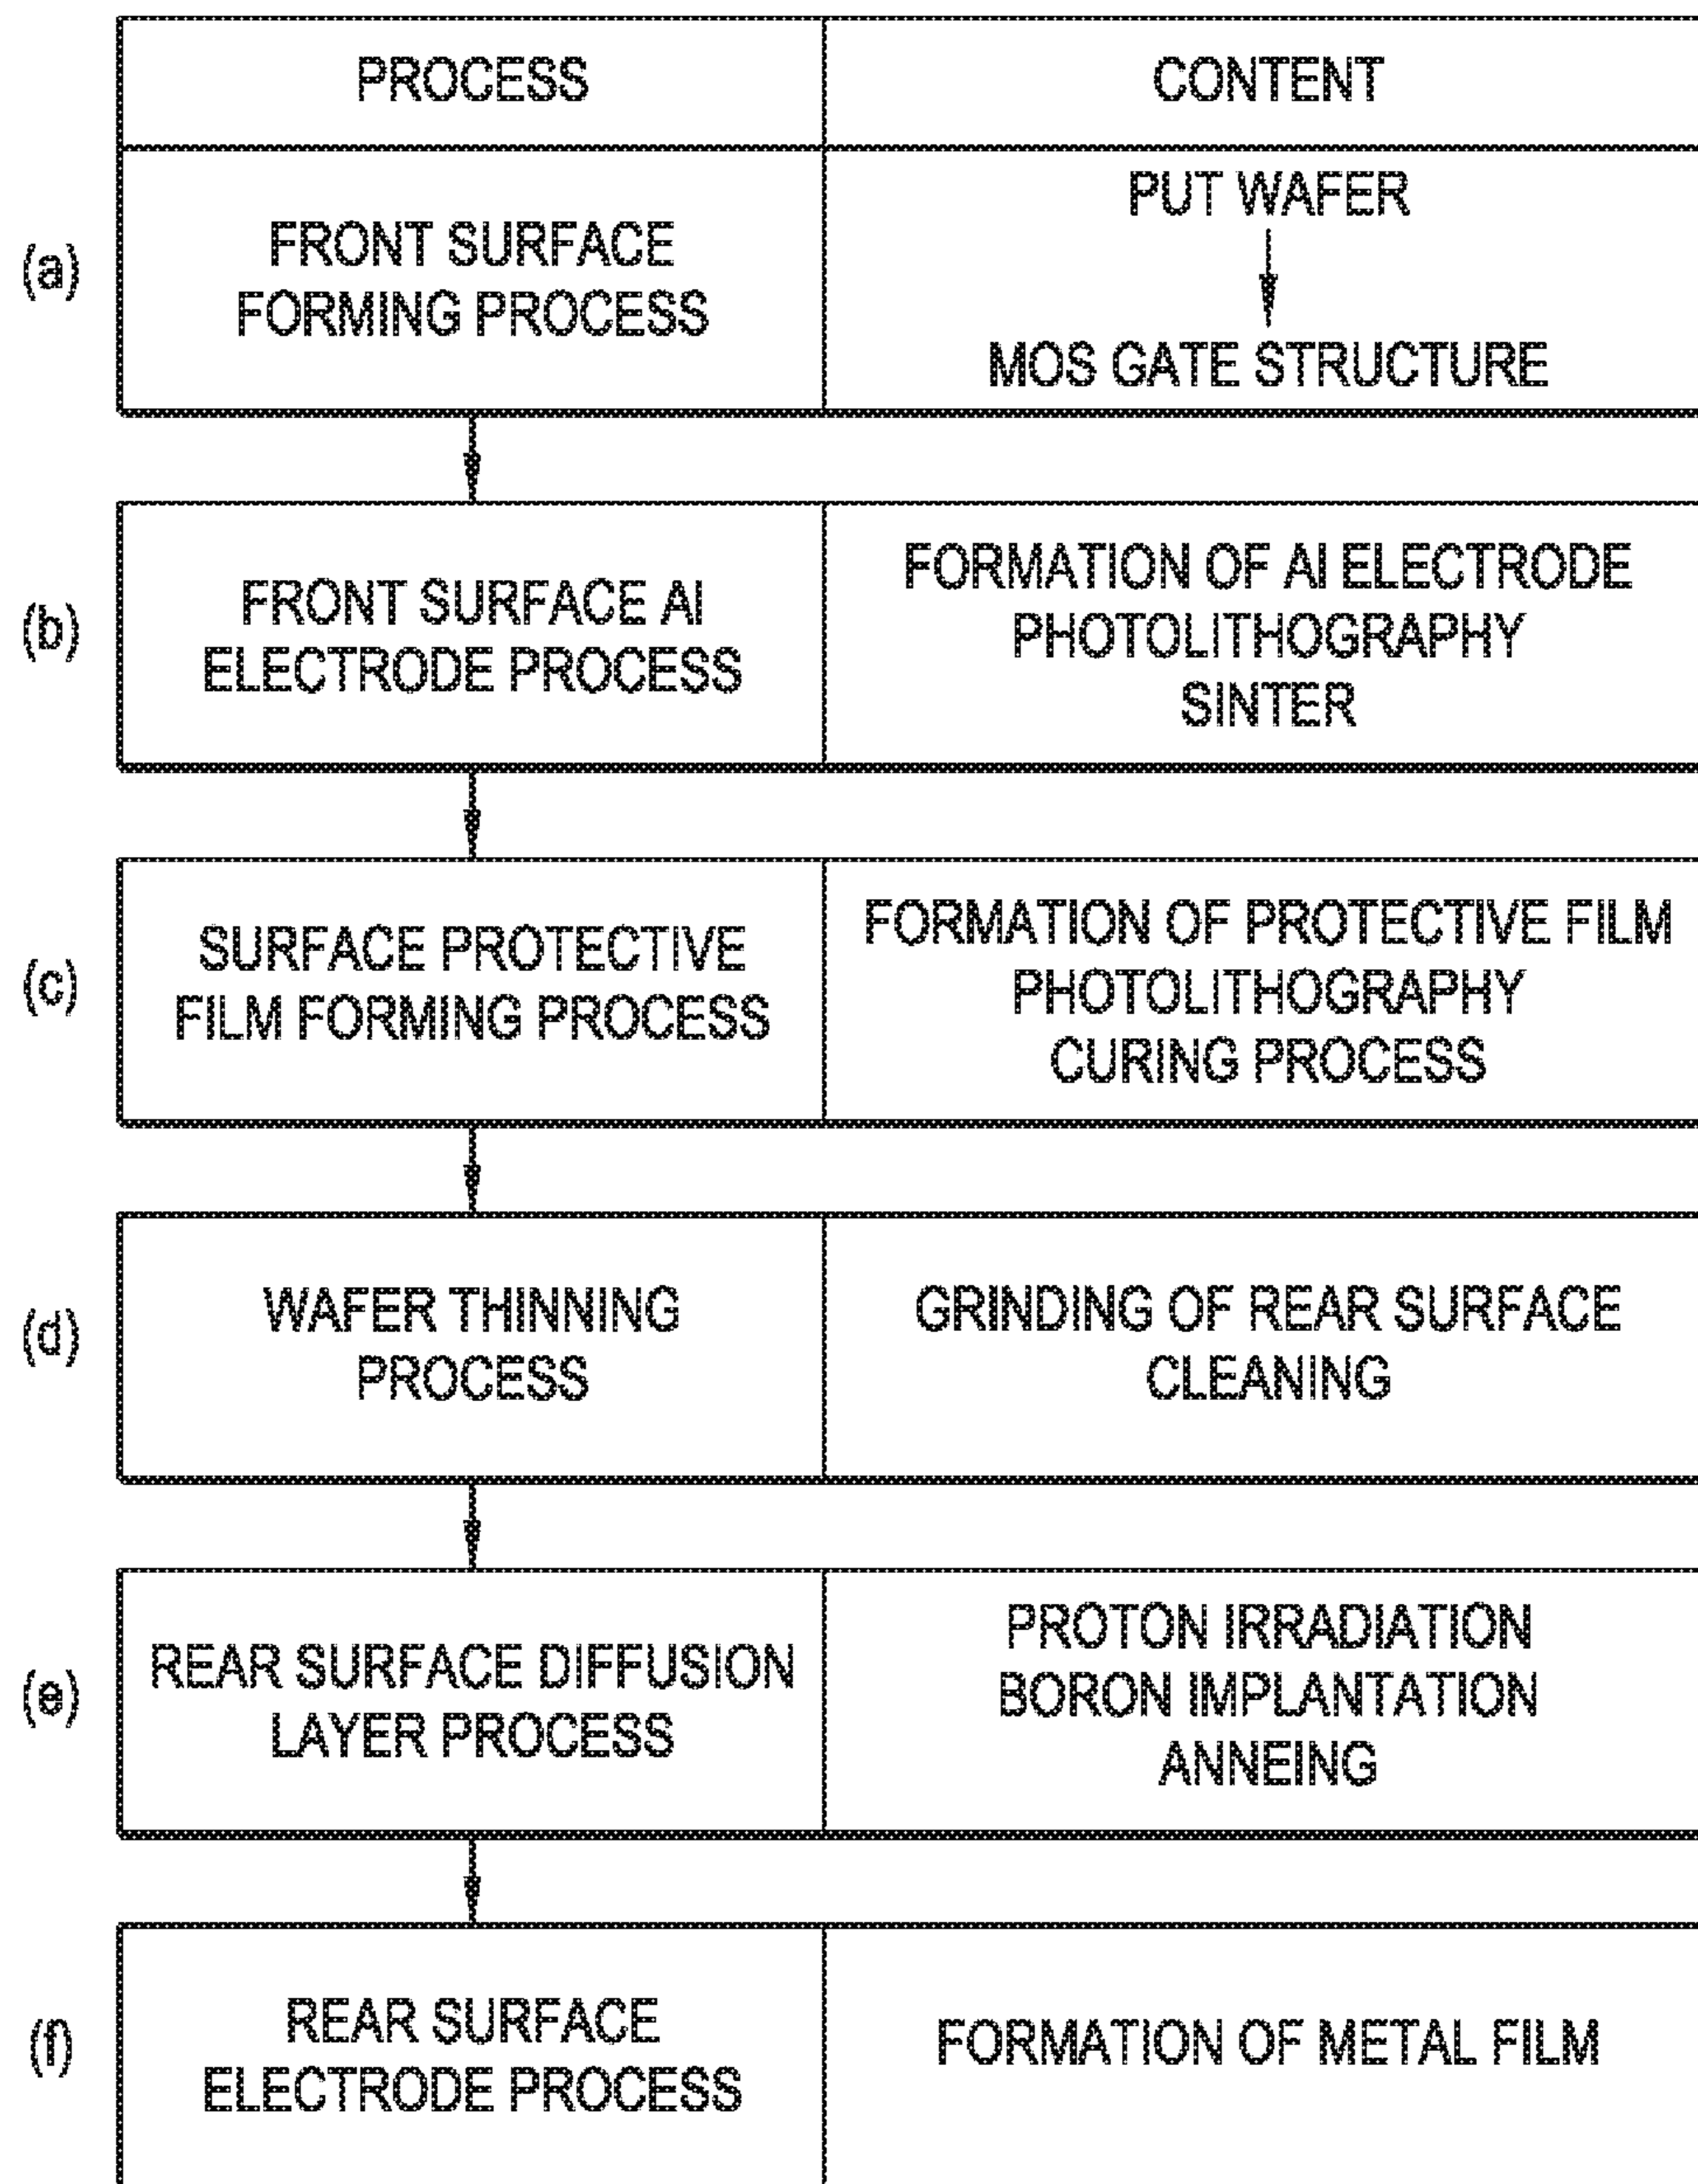 PROCESS
CONTENT
(a)
FRONT SURFACE
FORMING PROCESS
PUT WAFER
MOS GATE STRUCTURE
(b)
FRONT SURFACE Al
ELECTRODE PROCESS
FORMATION OF Al ELECTRODE
PHOTOLITHOGRAPHY
SINTER
(c)
SURFACE PROTECTIVE
FILM FORMING PROCESS
FORMATION OF PROTECTIVE FILM
PHOTOLITHOGRAPHY
CURING PROCESS
(d)
WAFER THINNING
PROCESS
GRINDING OF REAR SURFACE
CLEANING
(e)
REAR SURFACE DIFFUSION
LAYER PROCESS
PROTON IRRADIATION
BORON IMPLANTATION
ANNEING
(f)
REAR SURFACE
ELECTRODE PROCESS
FORMATION OF METAL FILM